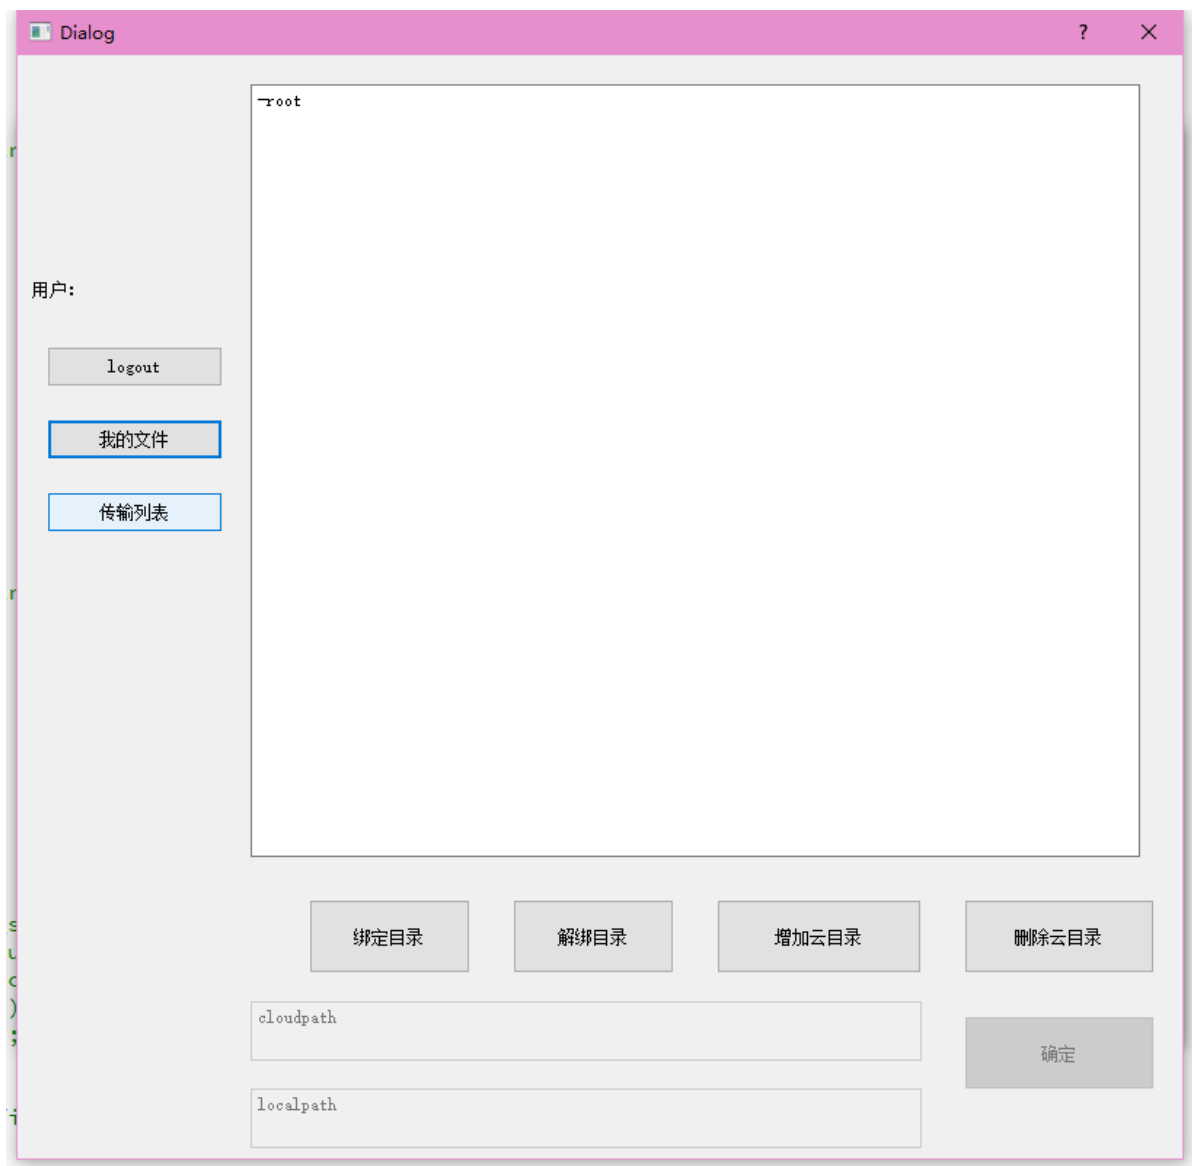 Dialog
?
¬root
用户:
logout
我的文件
传输列表
绑定目录
解绑目录
增加云目录
删除云目录
cloudpath
确定
localpath